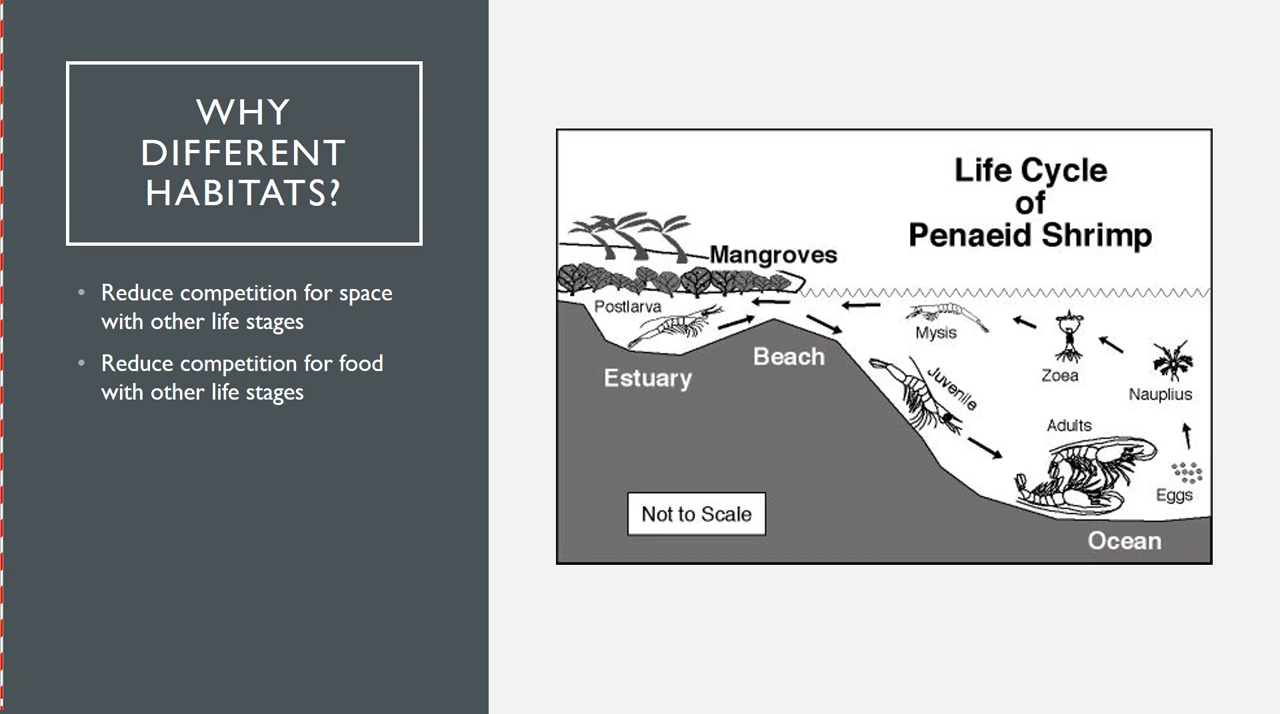 WHY
DIFFERENT
HABITATS?
• Reduce competition for space
with other life stages
• Reduce competition for food
with other life stages
Life Cycle
of
Penaeid Shrimp
Mangroves
Postlarva
Mysis
Beach
Estuary
Zoea
Nauplius
Juvenile
Adults
Eggs
Not to Scale
Ocean